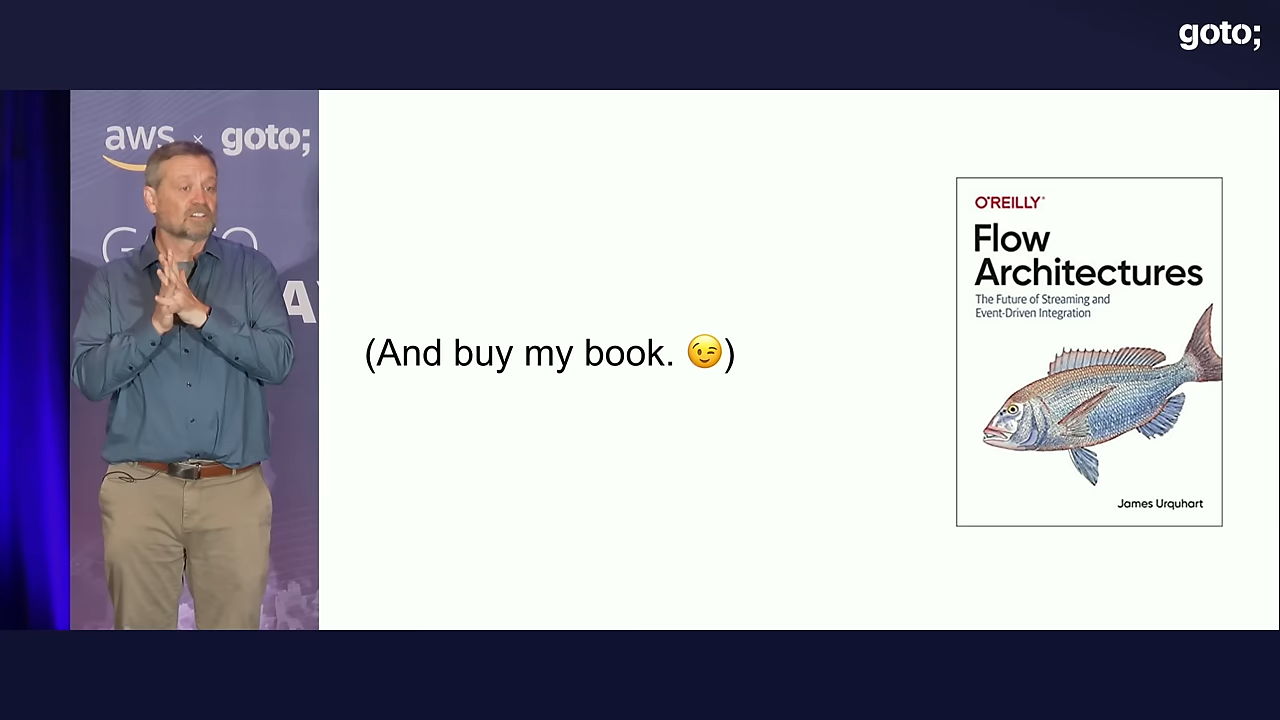 goto;
aws × goto;
(And buy my book. 😉)
O'REILLY®
Flow
Architectures
The Future of Streaming and
Event-Driven Integration
James Urquhart